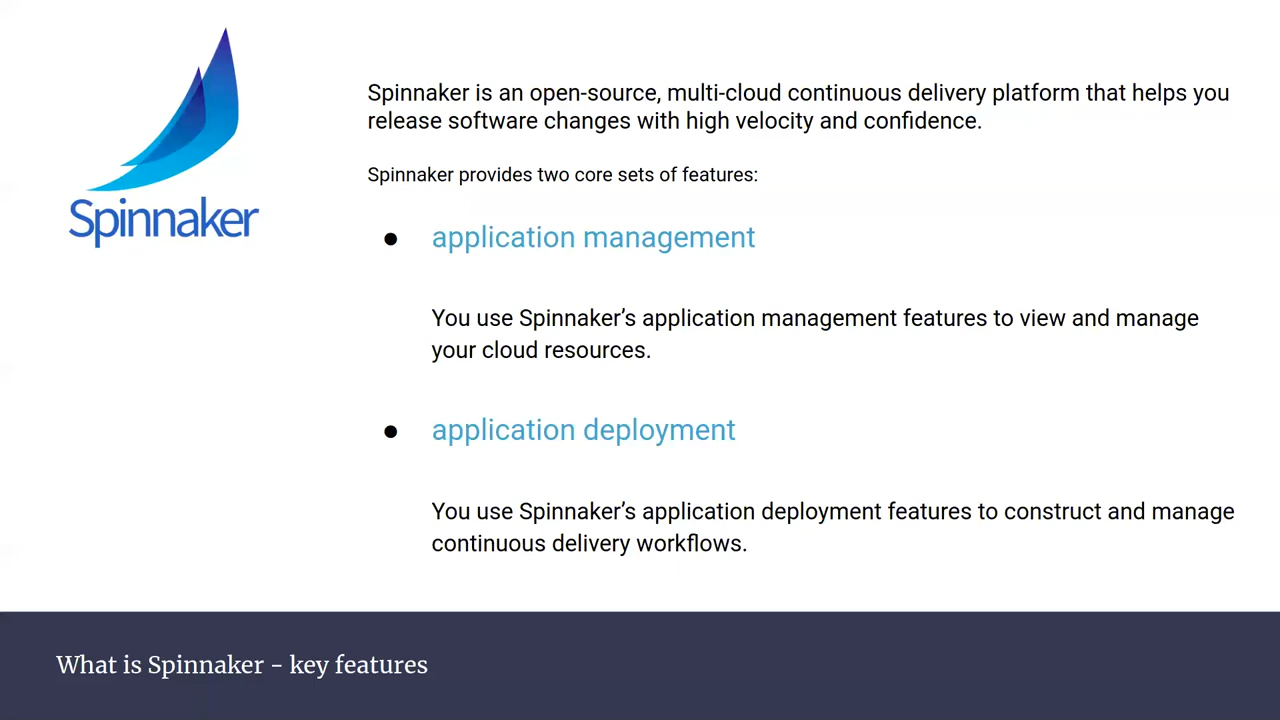 Spinnaker
Spinnaker is an open-source, multi-cloud continuous delivery platform that helps you
release software changes with high velocity and confidence.
Spinnaker provides two core sets of features:
● application management
You use Spinnaker’s application management features to view and manage
your cloud resources.
● application deployment
You use Spinnaker’s application deployment features to construct and manage
continuous delivery workflows.
What is Spinnaker - key features